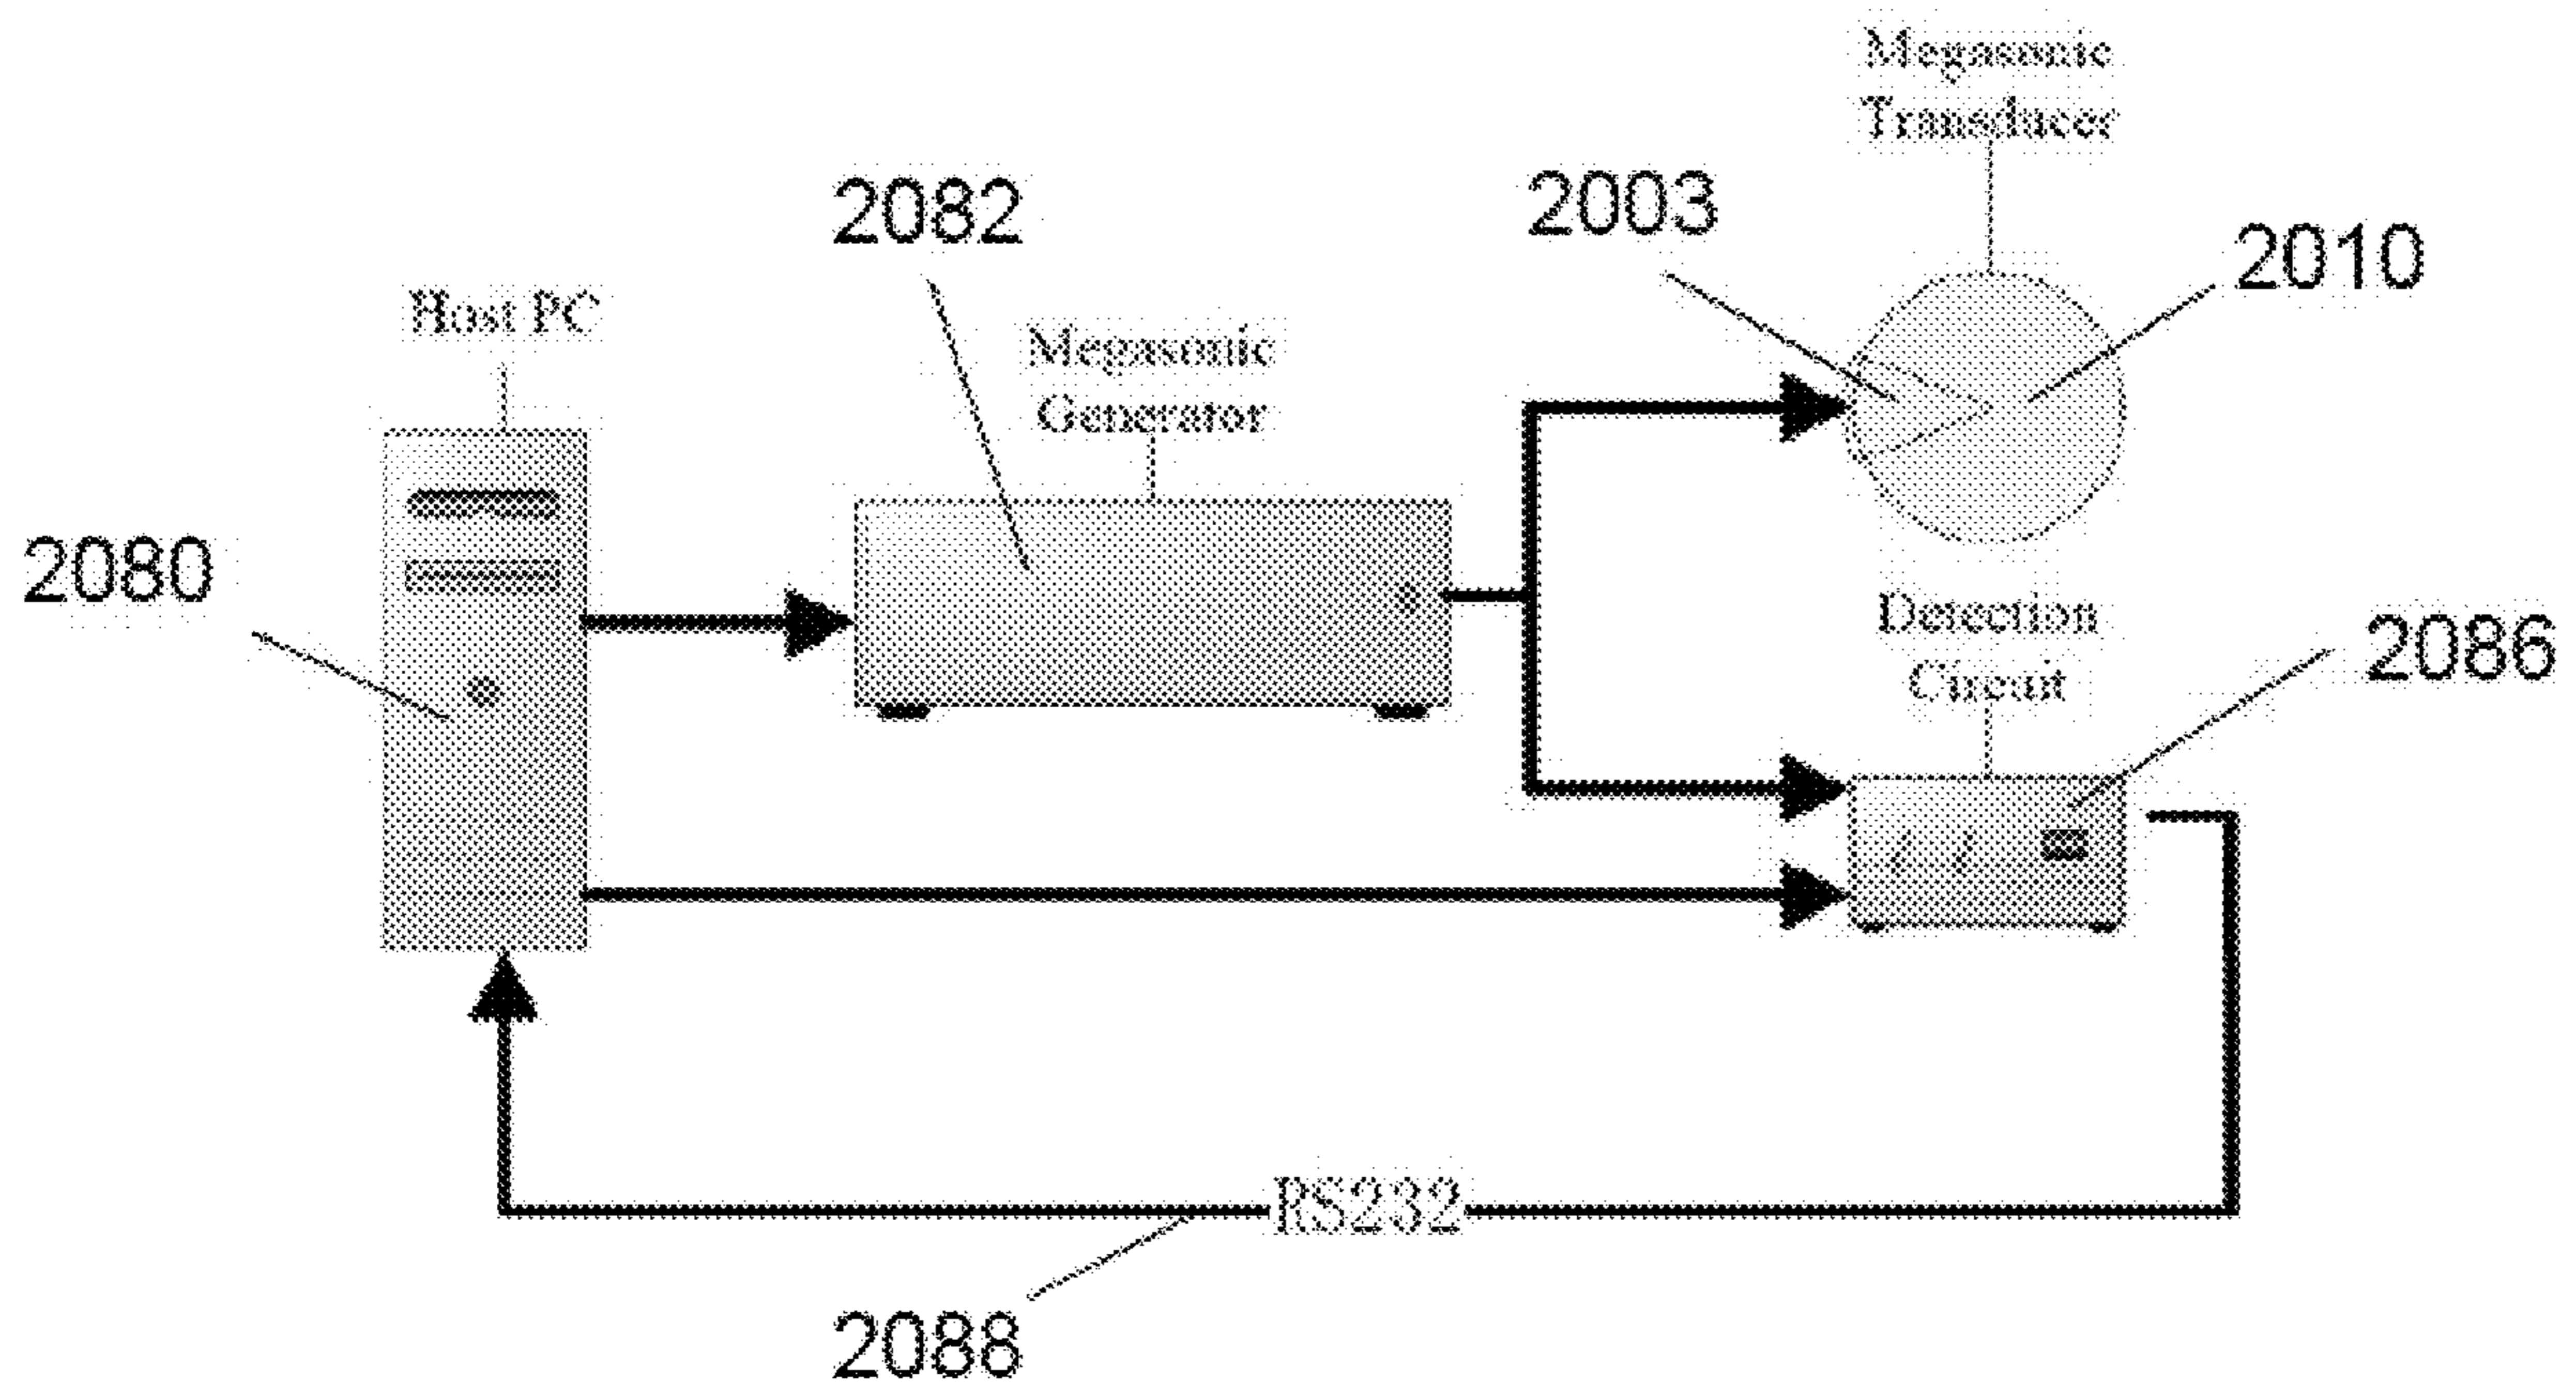 Megasonic
Transducer
2082
2003
2010
Host PC
Megasonic
Generator
2080
Detection
Circuit
2086
RS232
2088